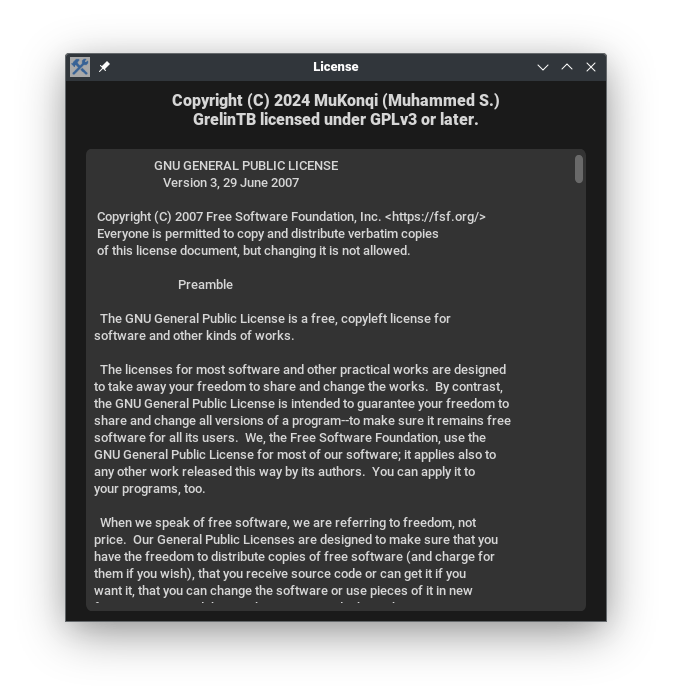 License
Copyright (C) 2024 MuKonqi (Muhammed S.)
GrelinTB licensed under GPLv3 or later.
GNU GENERAL PUBLIC LICENSE
Version 3, 29 June 2007
Copyright (C) 2007 Free Software Foundation, Inc. <https://fsf.org/>
Everyone is permitted to copy and distribute verbatim copies
of this license document, but changing it is not allowed.
Preamble
The GNU General Public License is a free, copyleft license for
software and other kinds of works.
The licenses for most software and other practical works are designed
to take away your freedom to share and change the works.  By contrast,
the GNU General Public License is intended to guarantee your freedom to
share and change all versions of a program--to make sure it remains free
software for all its users.  We, the Free Software Foundation, use the
GNU General Public License for most of our software; it applies also to
any other work released this way by its authors.  You can apply it to
your programs, too.
When we speak of free software, we are referring to freedom, not
price.  Our General Public Licenses are designed to make sure that you
have the freedom to distribute copies of free software (and charge for
them if you wish), that you receive source code or can get it if you
want it, that you can change the software or use pieces of it in new